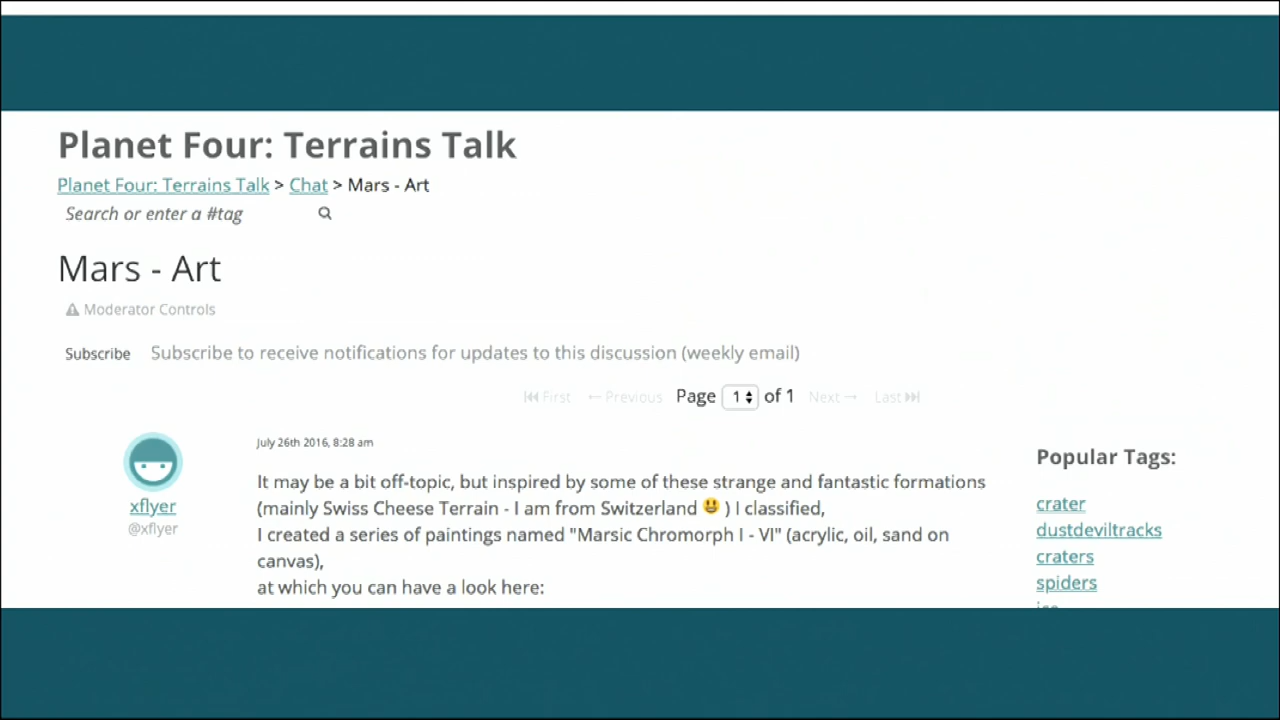 Planet Four: Terrains Talk
Planet Four: Terrains Talk > Chat > Mars - Art
Search or enter a #tag
Mars - Art
Moderator Controls
Subscribe Subscribe to receive notifications for updates to this discussion (weekly email)
First ← Previous Page 1 of 1 Next → Last
July 26th 2016, 8:28 am
It may be a bit off-topic, but inspired by some of these strange and fantastic formations
(mainly Swiss Cheese Terrain - I am from Switzerland 😃 ) I classified,
I created a series of paintings named "Marsic Chromorph I - VI" (acrylic, oil, sand on
canvas),
at which you can have a look here:
xflyer
@xflyer
Popular Tags:
crater
dustdeviltracks
craters
spiders